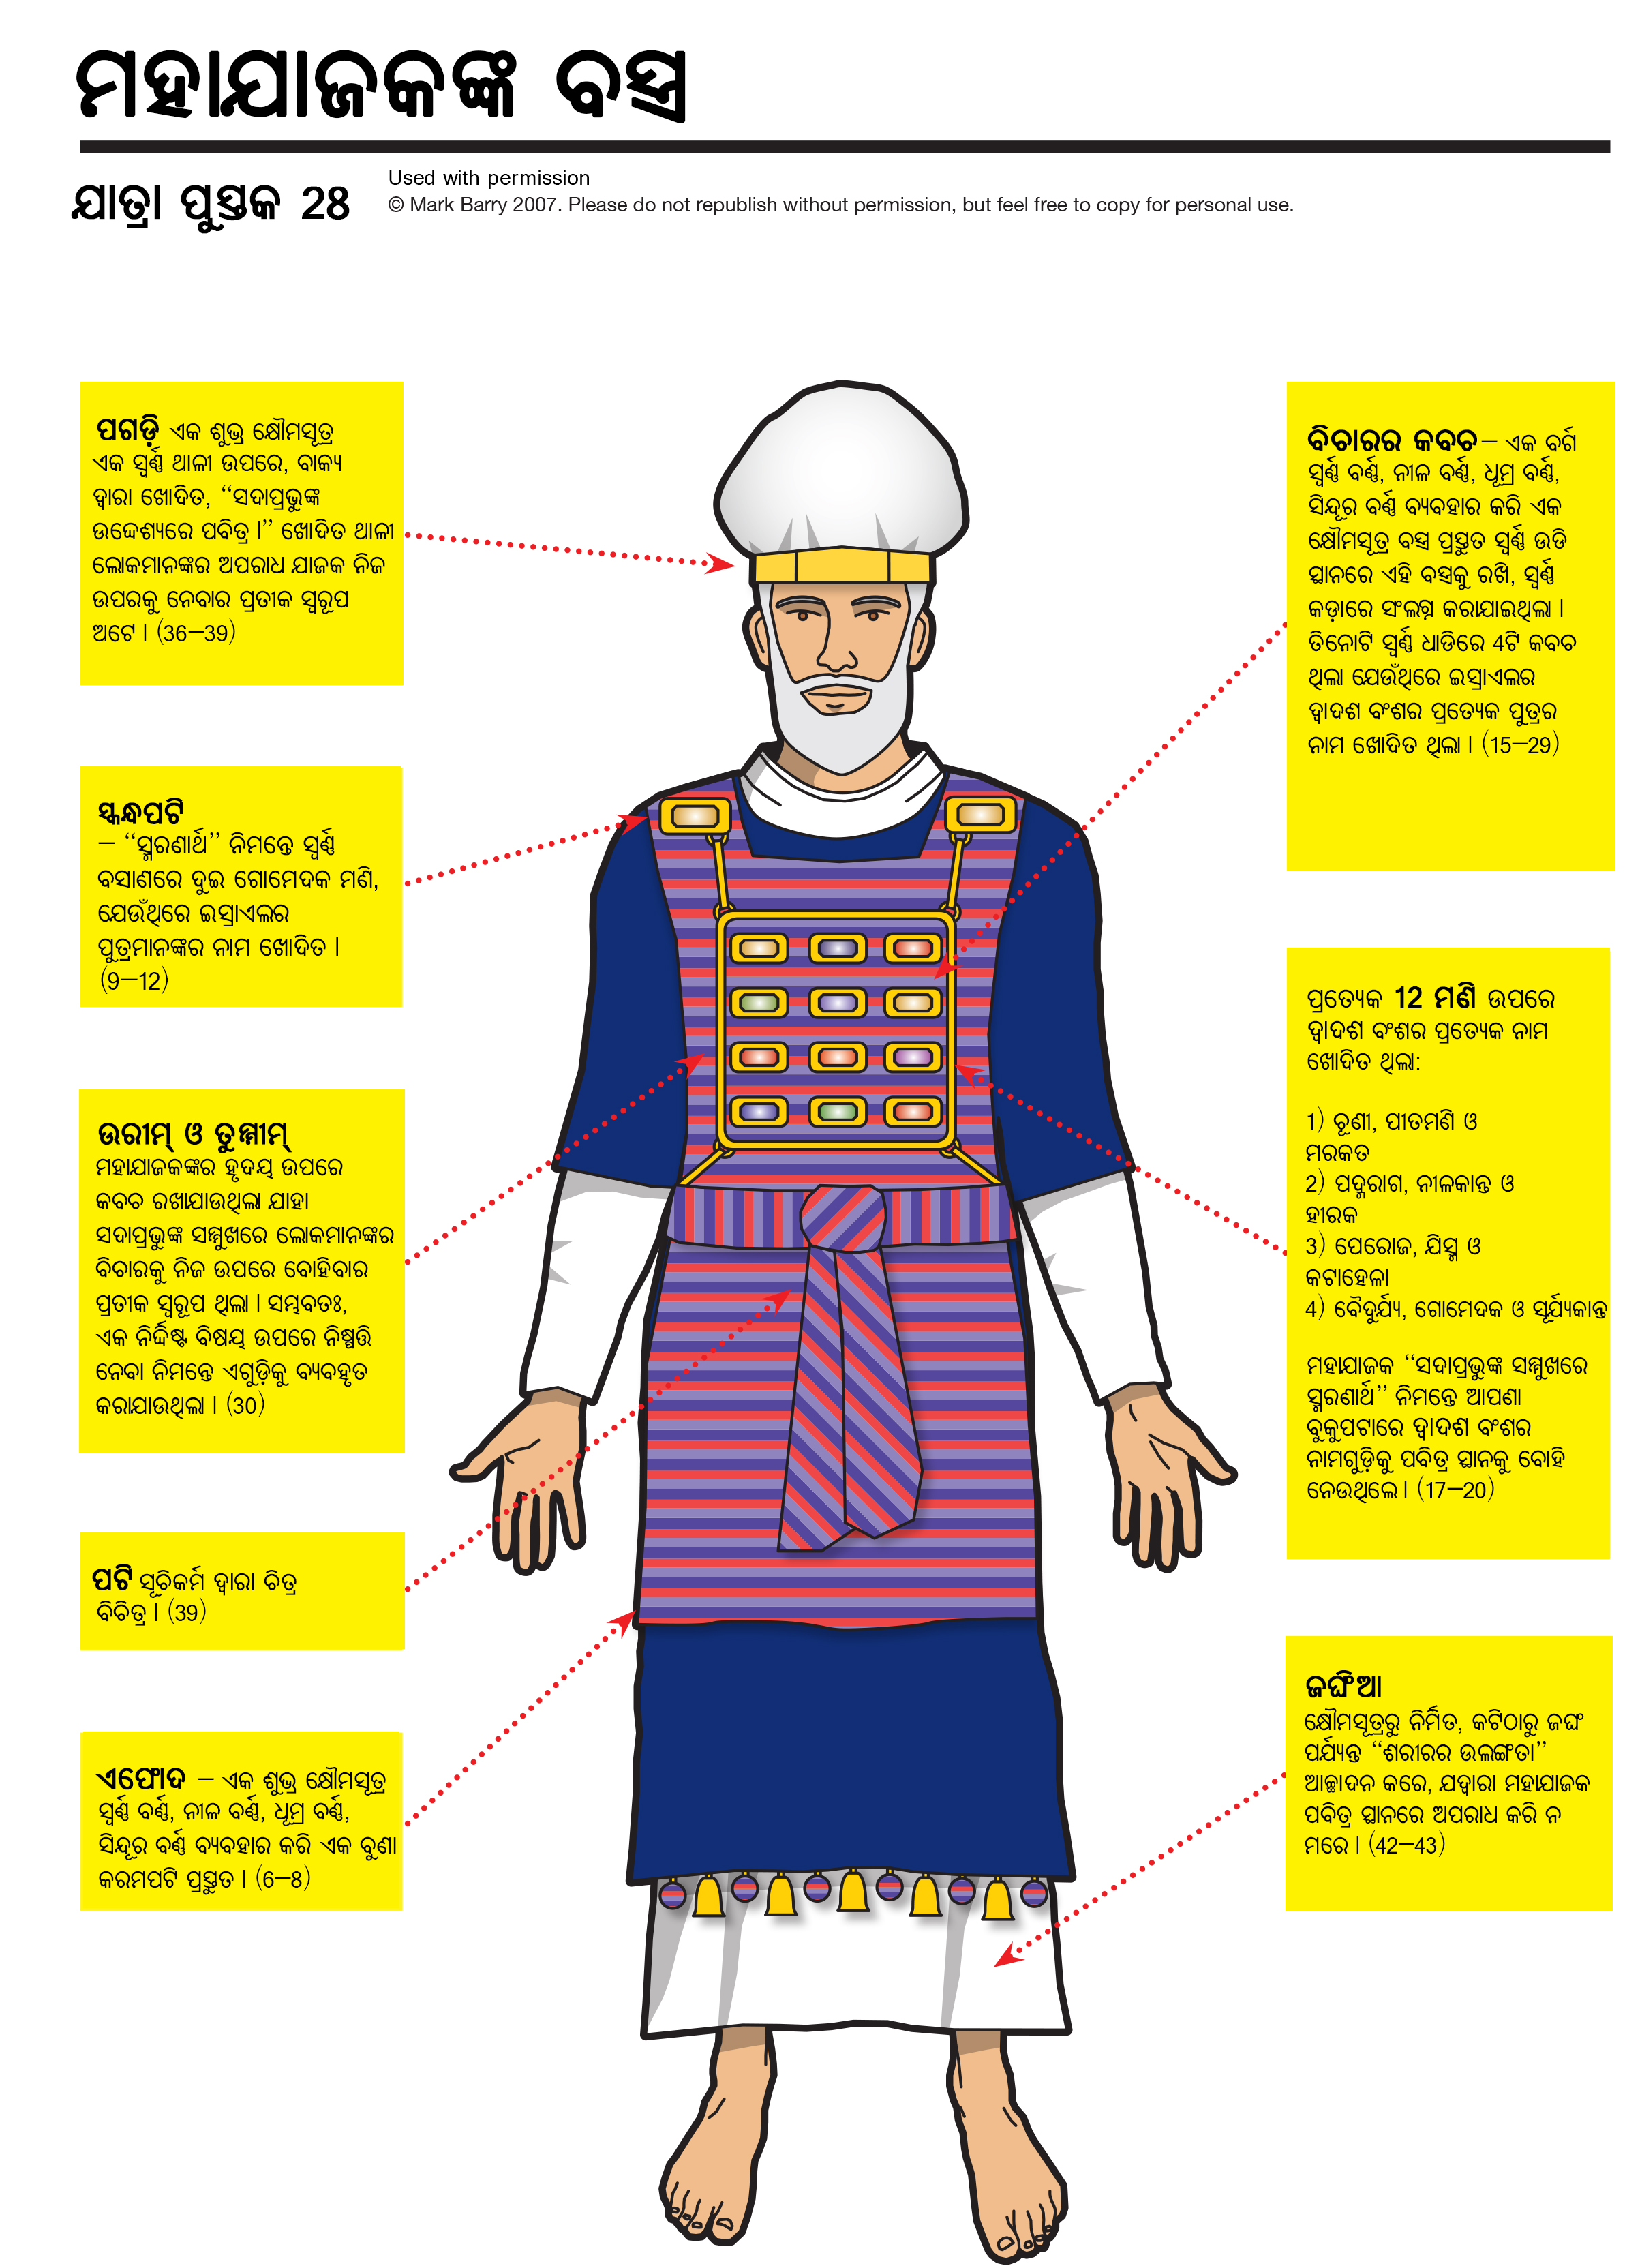 ମହାଯାଜକଙ୍କ ବସ୍ତ୍ର
ଯାତ୍ରା ପୁସ୍ତକ 28
Used with permission
© Mark Barry 2007. Please do not republish without permission, but feel free to copy for personal use.
ପଗଡ଼ି ଏକ ଶୁଭ୍ର କ୍ଷୌମସୂତ୍ର
ଏକ ସ୍ୱର୍ଣ୍ଣ ଥାଳୀ ଉପରେ, ବାକ୍ୟ
ଦ୍ୱାରା ଖୋଦିତ, “ସଦାପ୍ରଭୁଙ୍କ
ଉଦ୍ଦେଶ୍ୟରେ ପବିତ୍ର ।” ଖୋଦିତ ଥାଳୀ
ଲୋକମାନଙ୍କର ଅପରାଧ ଯାଜକ ନିଜ
ଉପରକୁ ନେବାର ପ୍ରତୀକ ସ୍ୱରୂପ
ଅଟେ । (36–39)
ସ୍କନ୍ଧପଟି
– “ସ୍ମରଣାର୍ଥ” ନିମନ୍ତେ ସ୍ୱର୍ଣ୍ଣ
ବସାଣରେ ଦୁଇ ଗୋମେଦକ ମଣି,
ଯେଉଁଥିରେ ଇସ୍ରାଏଲର
ପୁତ୍ରମାନଙ୍କର ନାମ ଖୋଦିତ ।
(9–12)
ଉରୀମ୍ ଓ ତୁମ୍ମୀମ୍
ମହାଯାଜକଙ୍କର ହୃଦୟ ଉପରେ
କବଚ ରଖାଯାଉଥିଲା ଯାହା
ସଦାପ୍ରଭୁଙ୍କ ସମ୍ମୁଖରେ ଲୋକମାନଙ୍କର
ବିଚାରକୁ ନିଜ ଉପରେ ବୋହିବାର
ପ୍ରତୀକ ସ୍ୱରୂପ ଥିଲା । ସମ୍ଭବତଃ,
ଏକ ନିର୍ଦ୍ଦିଷ୍ଟ ବିଷୟ ଉପରେ ନିଷ୍ପତ୍ତି
ନେବା ନିମନ୍ତେ ଏଗୁଡ଼ିକୁ ବ୍ୟବହୃତ
କରାଯାଉଥିଲା । (30)
ପଟି ସୂଚିକର୍ମ ଦ୍ୱାରା ଚିତ୍ର
ବିଚିତ୍ର । (39)
ଏଫୋଦ – ଏକ ଶୁଭ୍ର କ୍ଷୌମସୂତ୍ର
ସ୍ୱର୍ଣ୍ଣ ବର୍ଣ୍ଣ, ନୀଳ ବର୍ଣ୍ଣ, ଧୂମ୍ର ବର୍ଣ୍ଣ,
ସିନ୍ଦୂର ବର୍ଣ୍ଣ ବ୍ୟବହାର କରି ଏକ ବୁଣା
କରମପଟି ପ୍ରସ୍ତୁତ । (6–8)
ବିଚାରର କବଚ – ଏକ ବର୍ଗ
ସ୍ୱର୍ଣ୍ଣ ବର୍ଣ୍ଣ, ନୀଳ ବର୍ଣ୍ଣ, ଧୂମ୍ର ବର୍ଣ୍ଣ,
ସିନ୍ଦୂର ବର୍ଣ୍ଣ ବ୍ୟବହାର କରି ଏକ
କ୍ଷୌମସୂତ୍ର ବସ୍ତ୍ର ପ୍ରସ୍ତୁତ ସ୍ୱର୍ଣ୍ଣ ଉଡି
ସ୍ଥାନରେ ଏହି ବସ୍ତ୍ରକୁ ରଖି, ସ୍ୱର୍ଣ୍ଣ
କଡ଼ାରେ ସଂଲଗ୍ନ କରାଯାଇଥିଲା ।
ତିନୋଟି ସ୍ୱର୍ଣ୍ଣ ଧାଡିରେ 4ଟି କବଚ
ଥିଲା ଯେଉଁଥିରେ ଇସ୍ରାଏଲର
ଦ୍ୱାଦଶ ବଂଶର ପ୍ରତ୍ୟେକ ପୁତ୍ରର
ନାମ ଖୋଦିତ ଥିଲା । (15–29)
ପ୍ରତ୍ୟେକ 12 ମଣି ଉପରେ
ଦ୍ୱାଦଶ ବଂଶର ପ୍ରତ୍ୟେକ ନାମ
ଖୋଦିତ ଥିଲା:
1) ଚୂଣୀ, ପୀତମଣି ଓ
ମରକତ
2) ପଦ୍ମରାଗ, ନୀଳକାନ୍ତ ଓ
ହୀରକ
3) ପେରୋଜ, ଯିସ୍ମ ଓ
କଟାହେଳା
4) ବୈଦୁର୍ଯ୍ୟ, ଗୋମେଦକ ଓ ସୂର୍ଯ୍ୟକାନ୍ତ
ମହାଯାଜକ “ସଦାପ୍ରଭୁଙ୍କ ସମ୍ମୁଖରେ
ସ୍ମରଣାର୍ଥ” ନିମନ୍ତେ ଆପଣା
ବୁକୁପଟାରେ ଦ୍ୱାଦଶ ବଂଶର
ନାମଗୁଡ଼ିକୁ ପବିତ୍ର ସ୍ଥାନକୁ ବୋହି
ନେଉଥିଲେ । (17–20)
ଜଙ୍ଘିଆ
କ୍ଷୌମସୂତ୍ରରୁ ନିର୍ମିତ, କଟିଠାରୁ ଜଙ୍ଘ
ପର୍ଯ୍ୟନ୍ତ “ଶରୀରର ଉଲଙ୍ଗତା”
ଆଚ୍ଛାଦନ କରେ, ଯଦ୍ୱାରା ମହାଯାଜକ
ପବିତ୍ର ସ୍ଥାନରେ ଅପରାଧ କରି ନ
ମରେ । (42–43)